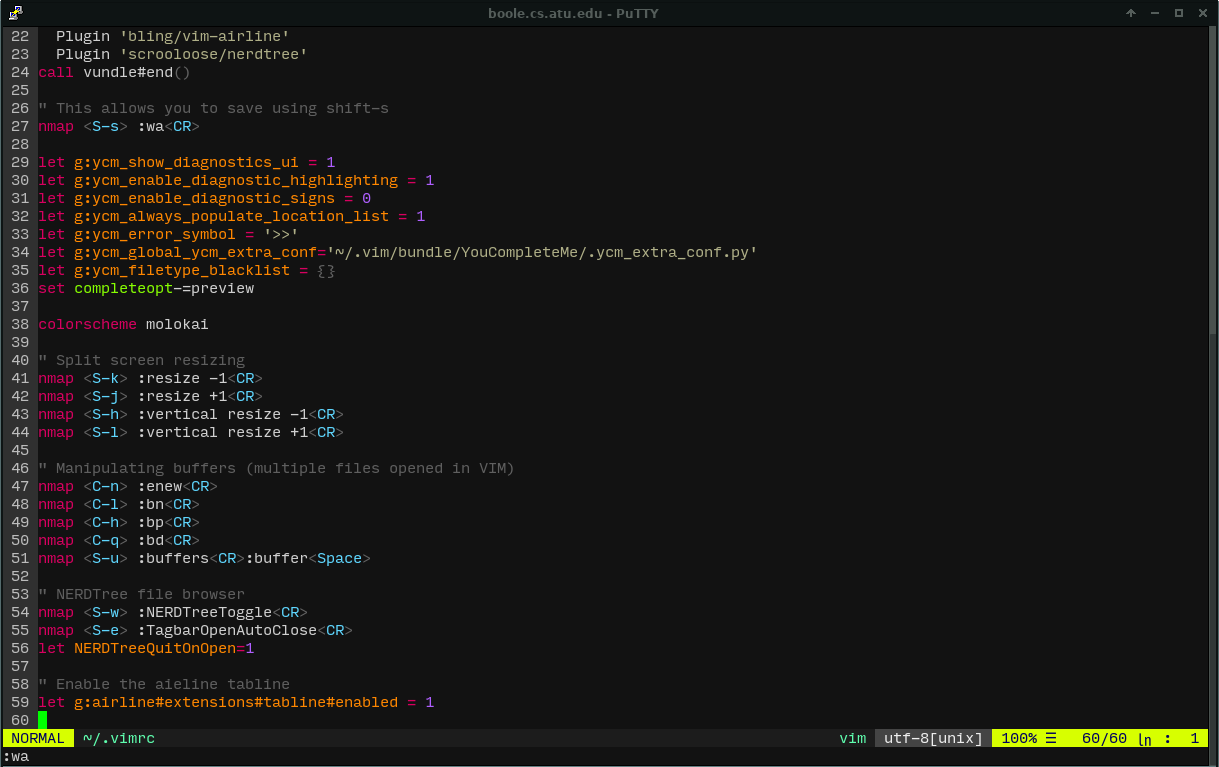 boole.cs.atu.edu - PuTTY
22   Plugin 'bling/vim-airline'
23   Plugin 'scrooloose/nerdtree'
24 call vundle#end()
25
26 " This allows you to save using shift-s
27 nmap <S-s> :wa<CR>
28
29 let g:ycm_show_diagnostics_ui = 1
30 let g:ycm_enable_diagnostic_highlighting = 1
31 let g:ycm_enable_diagnostic_signs = 0
32 let g:ycm_always_populate_location_list = 1
33 let g:ycm_error_symbol = '>>'
34 let g:ycm_global_ycm_extra_conf='~/.vim/bundle/YouCompleteMe/.ycm_extra_conf.py'
35 let g:ycm_filetype_blacklist = {}
36 set completeopt-=preview
37
38 colorscheme molokai
39
40 " Split screen resizing
41 nmap <S-k> :resize -1<CR>
42 nmap <S-j> :resize +1<CR>
43 nmap <S-h> :vertical resize -1<CR>
44 nmap <S-l> :vertical resize +1<CR>
45
46 " Manipulating buffers (multiple files opened in VIM)
47 nmap <C-n> :enew<CR>
48 nmap <C-l> :bn<CR>
49 nmap <C-h> :bp<CR>
50 nmap <C-q> :bd<CR>
51 nmap <S-u> :buffers<CR>:buffer<Space>
52
53 " NERDTree file browser
54 nmap <S-w> :NERDTreeToggle<CR>
55 nmap <S-e> :TagbarOpenAutoClose<CR>
56 let NERDTreeQuitOnOpen=1
57
58 " Enable the aieline tabline
59 let g:airline#extensions#tabline#enabled = 1
60
NORMAL ~/.vimrc vim utf-8[unix] 100% ☰ 60/60 ln : 1
:wa